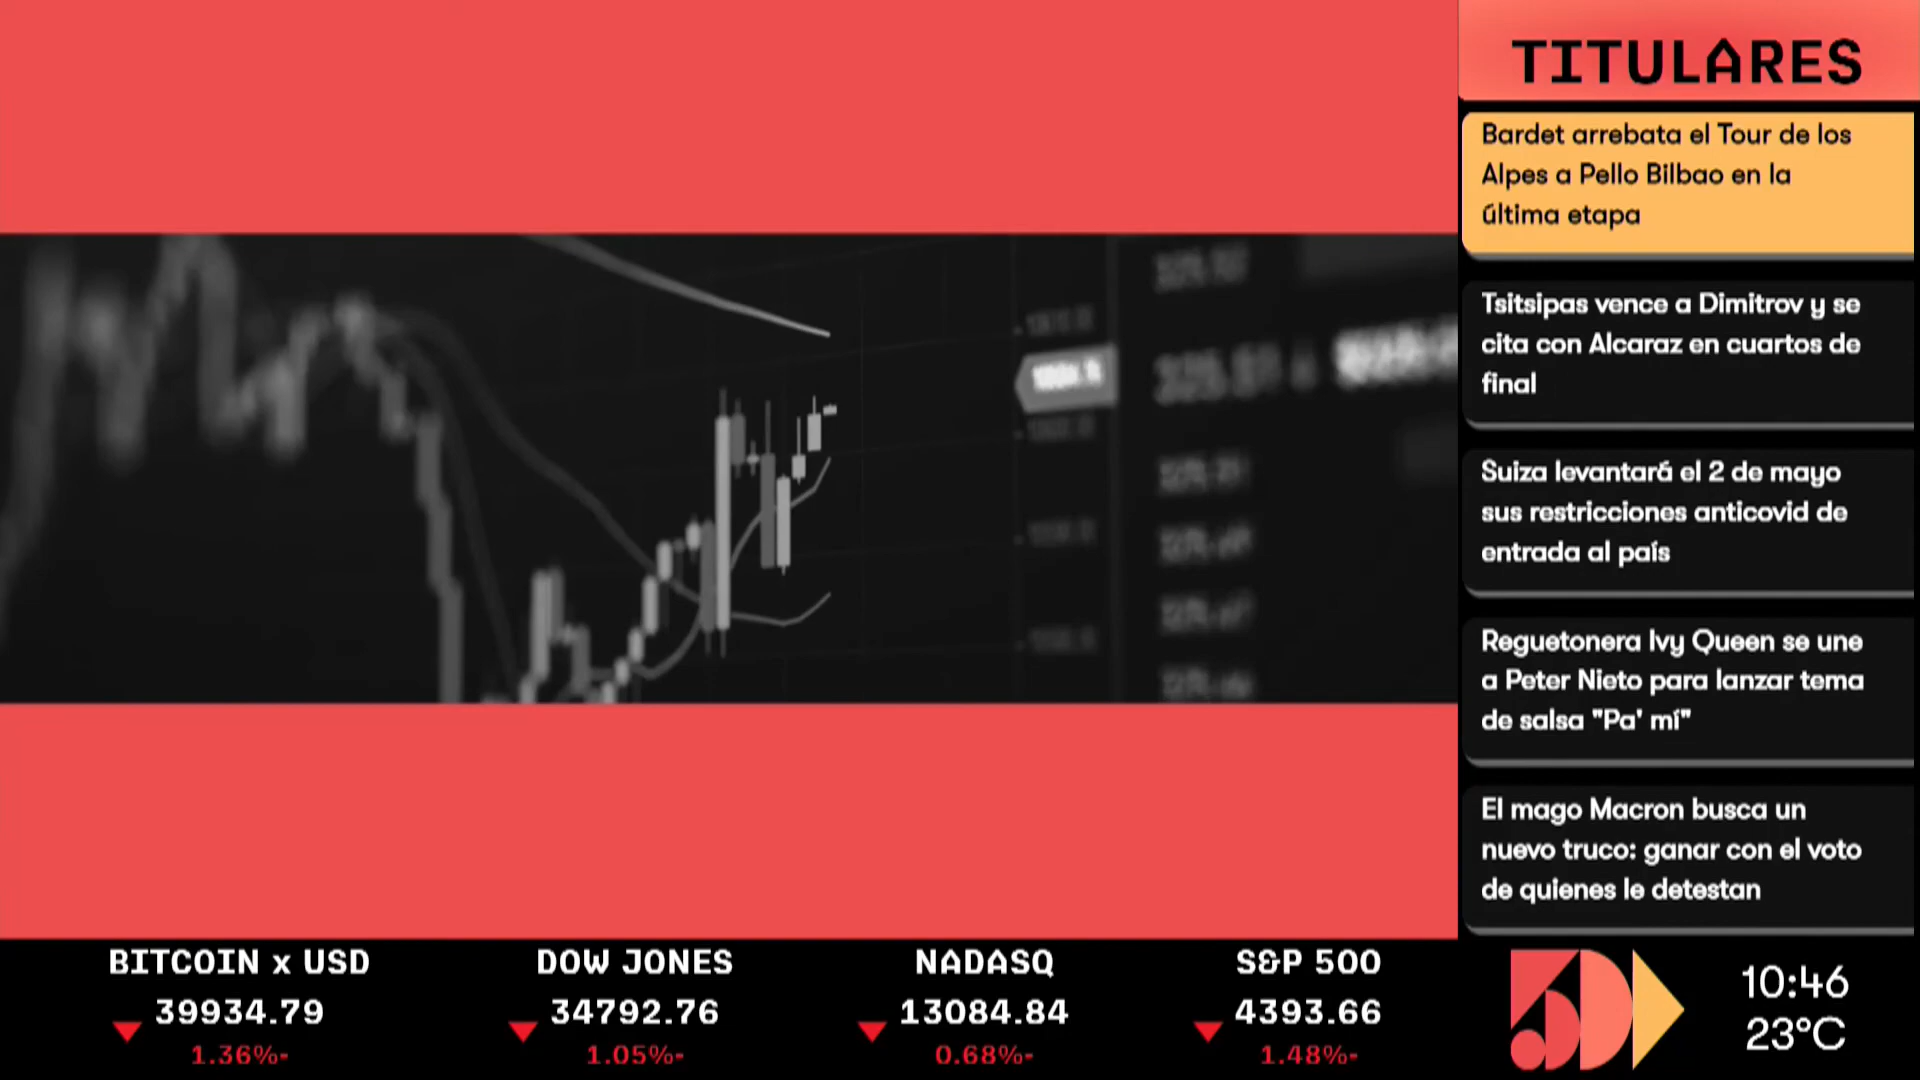 TITULARES
Bardet arrebata el Tour de los
Alpes a Pello Bilbao en la
última etapa
Tsitsipas vence a Dimitrov y se
cita con Alcaraz en cuartos de
final
Suiza levantará el 2 de mayo
sus restricciones anticovid de
entrada al país
Reguetonera Ivy Queen se une
a Peter Nieto para lanzar tema
de salsa "Pa' mí"
El mago Macron busca un
nuevo truco: ganar con el voto
de quienes le detestan
BITCOIN x USD
39934.79
1.36%-
DOW JONES
34792.76
1.05%-
NADASQ
13084.84
0.68%-
S&P 500
4393.66
1.48%-
10:46
23°C